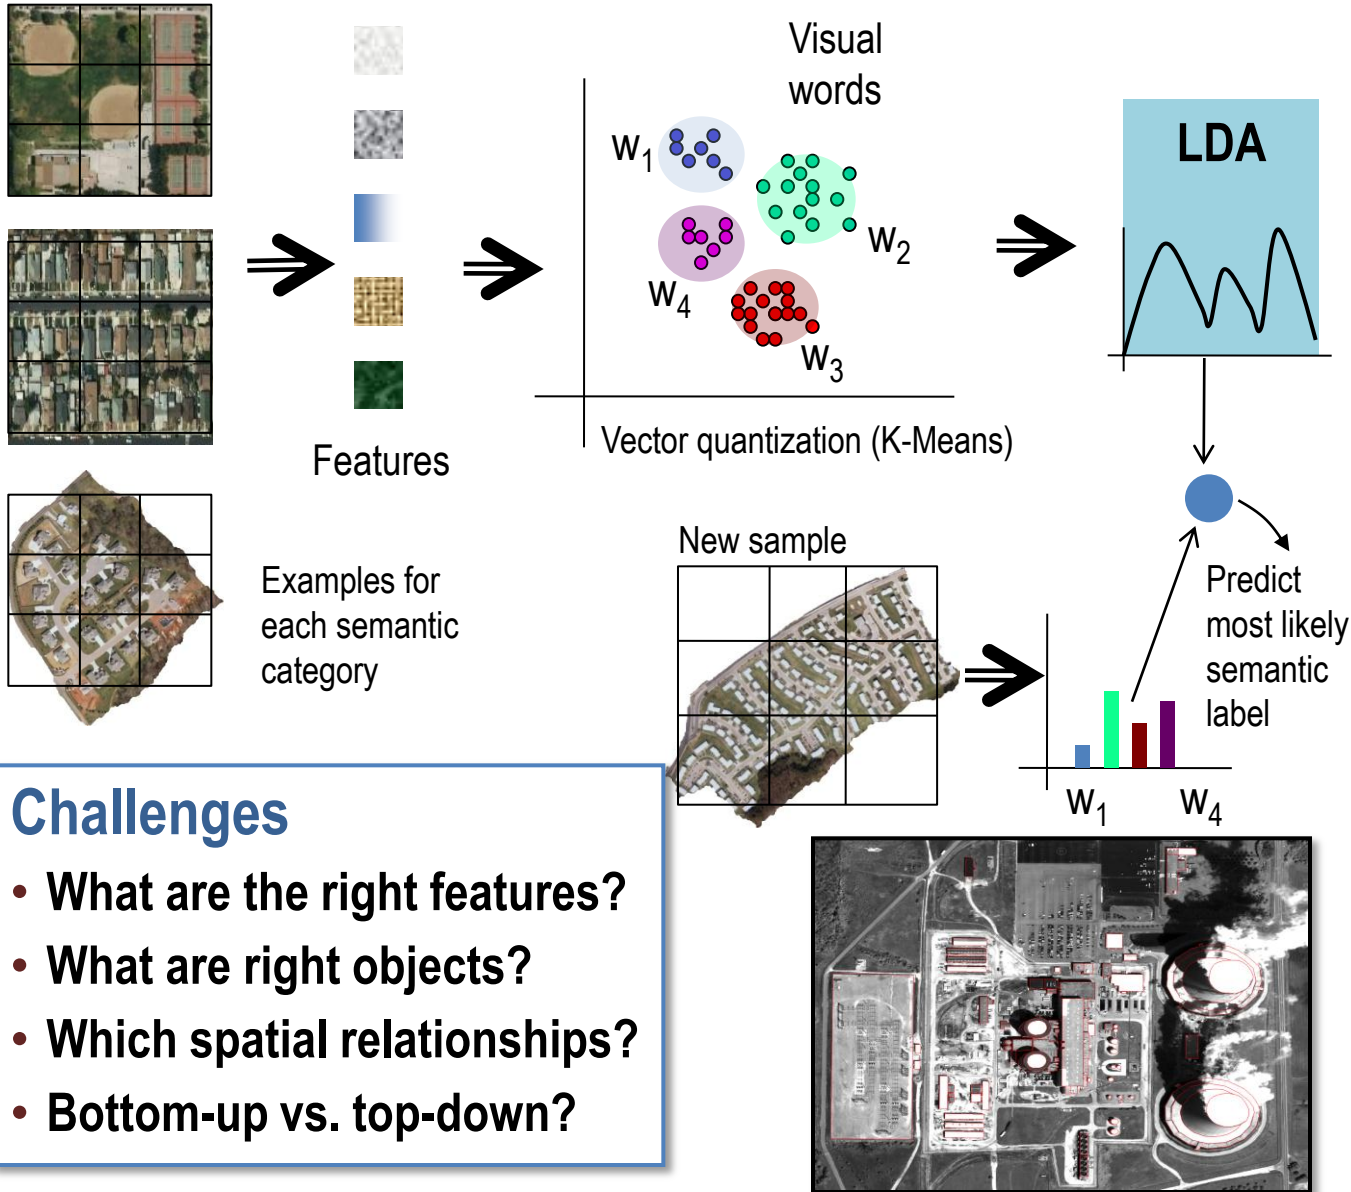 Visual
words
LDA
w1
w2
w4
w3
Vector quantization (K-Means)
Features
Examples for
each semantic
category
New sample
Predict
most likely
semantic
label
w1
w4
Challenges
• What are the right features?
• What are right objects?
• Which spatial relationships?
• Bottom-up vs. top-down?